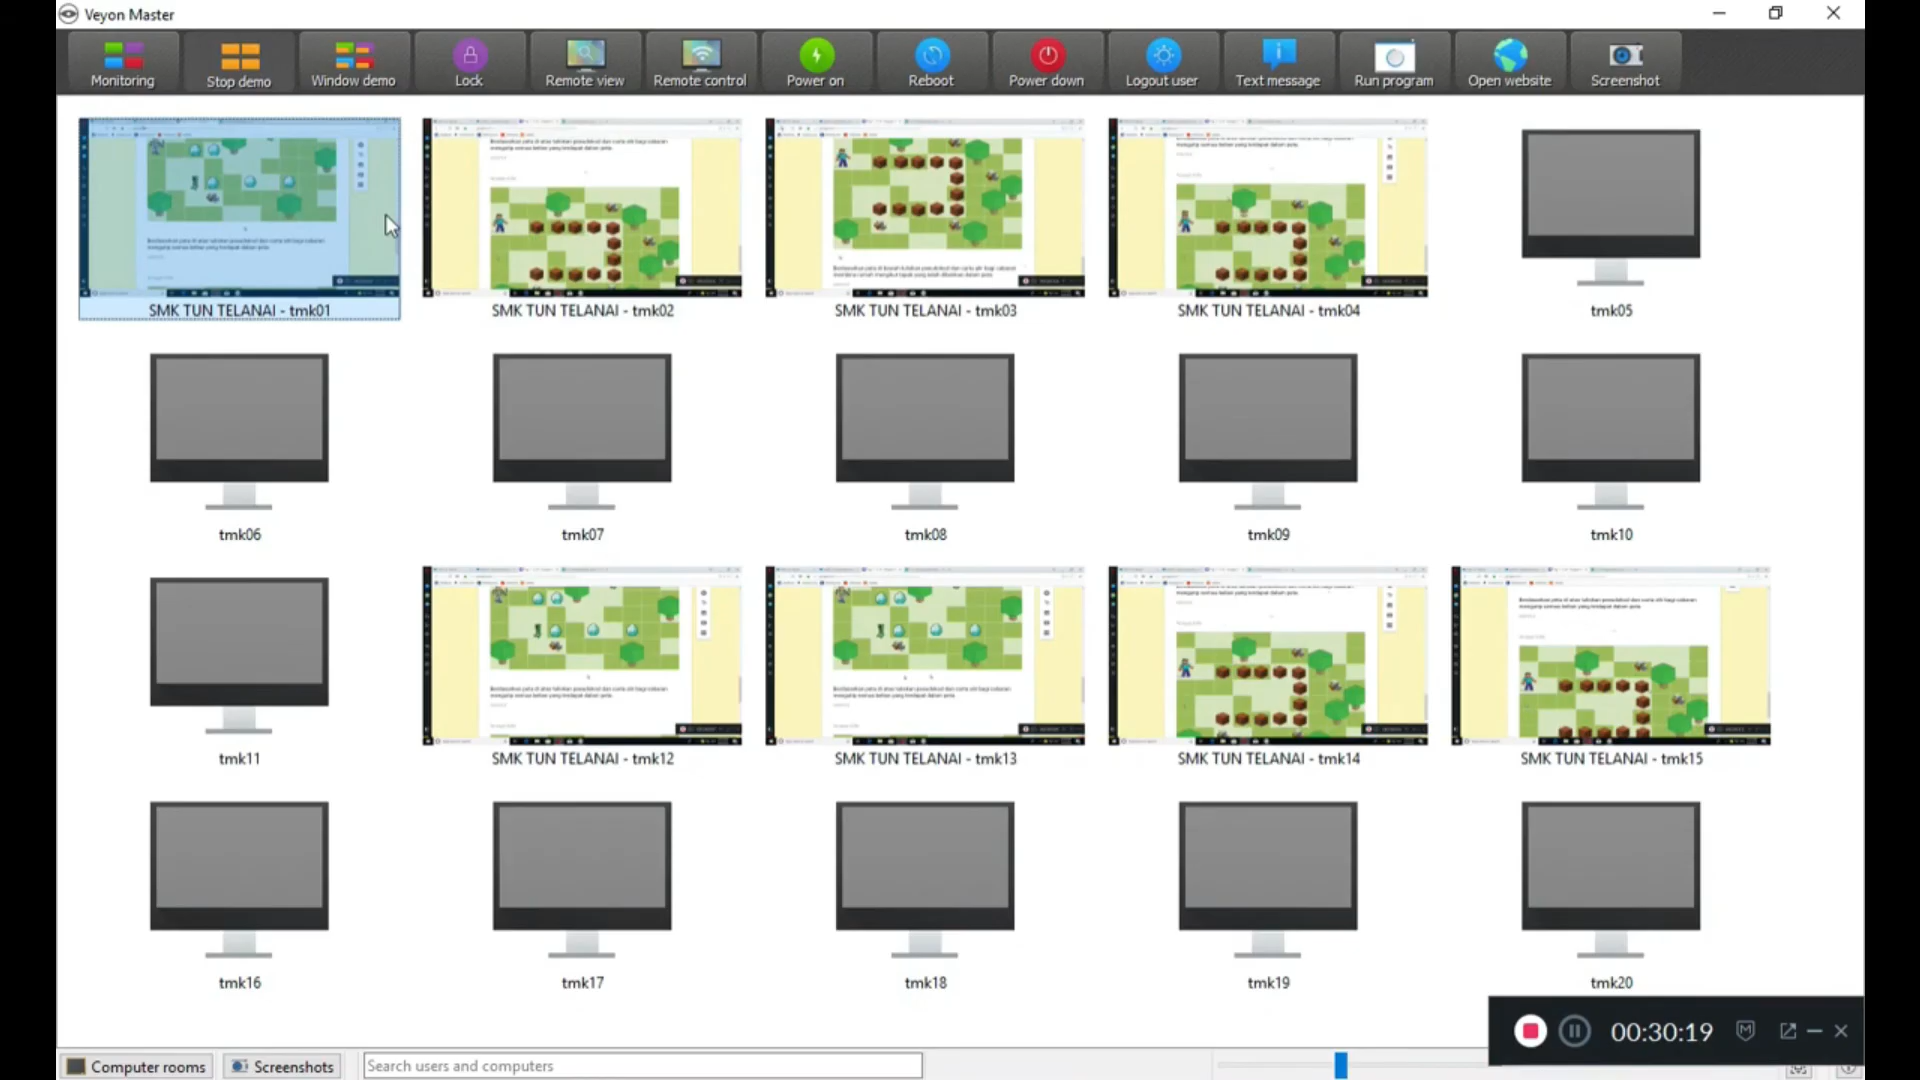 Veyon Master
Monitoring
Stop demo
Window demo
Lock
Remote view
Remote control
Power on
Reboot
Power down
Logout user
Text message
Run program
Open website
Screenshot
SMK TUN TELANAI - tmk01
SMK TUN TELANAI - tmk02
SMK TUN TELANAI - tmk03
SMK TUN TELANAI - tmk04
tmk05
tmk06
tmk07
tmk08
tmk09
tmk10
tmk11
SMK TUN TELANAI - tmk12
SMK TUN TELANAI - tmk13
SMK TUN TELANAI - tmk14
SMK TUN TELANAI - tmk15
tmk16
tmk17
tmk18
tmk19
tmk20
00:30:19
Computer rooms
Screenshots
Search users and computers